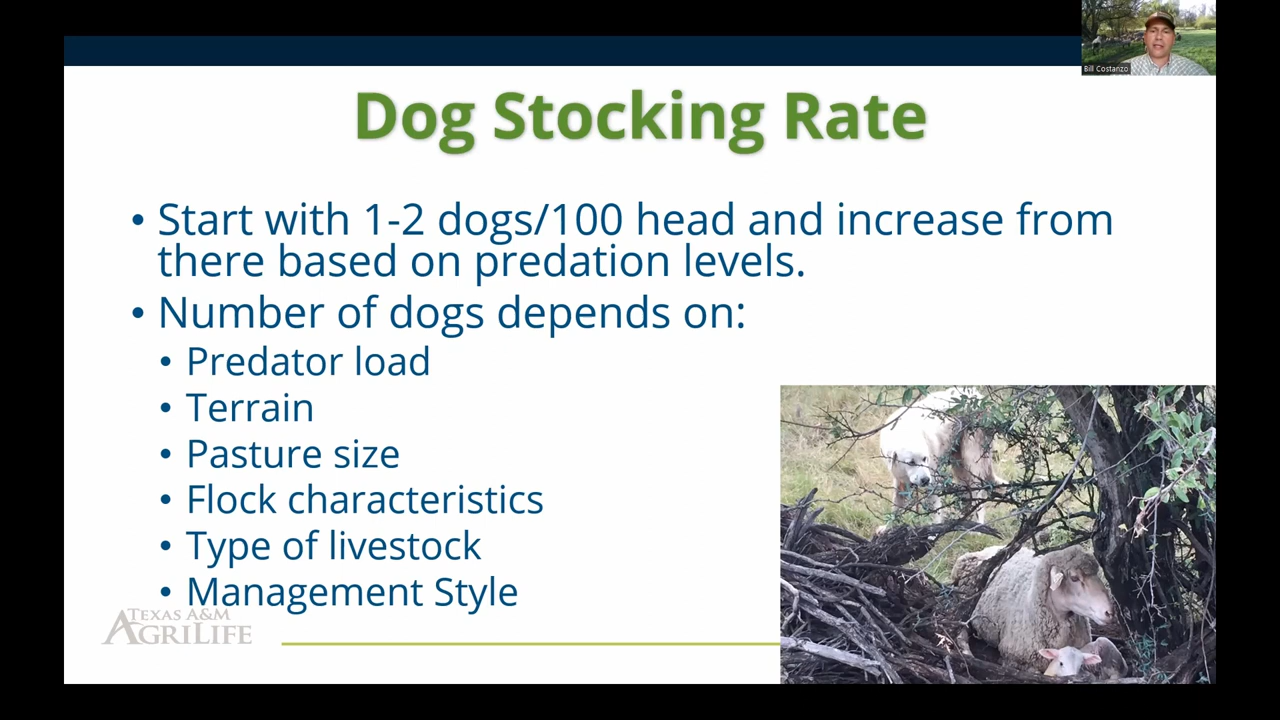 Bill Costanzo
Dog Stocking Rate
• Start with 1-2 dogs/100 head and increase from
there based on predation levels.
• Number of dogs depends on:
• Predator load
• Terrain
• Pasture size
• Flock characteristics
• Type of livestock
• Management Style
TEXAS A&M
AGRILIFE